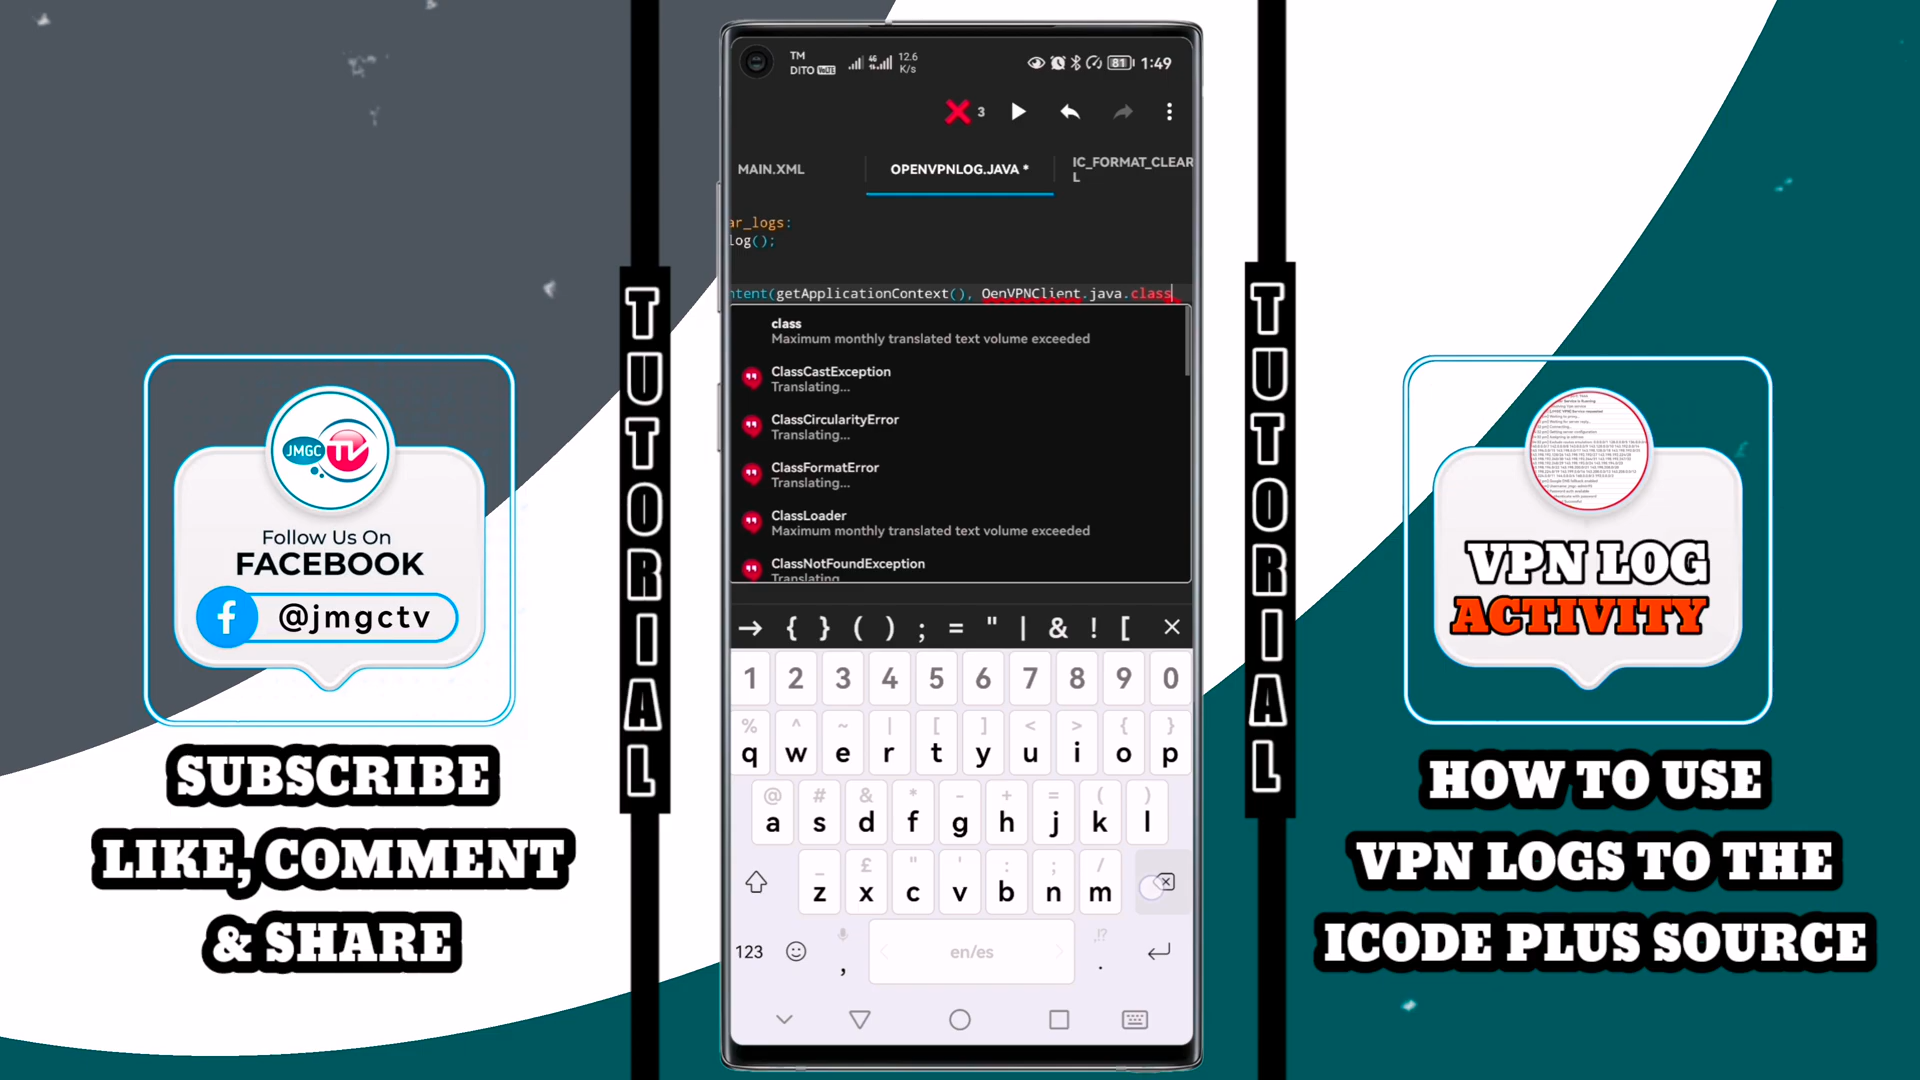 TM
DITO VoLTE
4G
12.6
K/s
81
1:49
3
MAIN.XML
OPENVPNLOG.JAVA *
IC_FORMAT_CLEAR
L
ar_logs:
log();
ntent(getApplicationContext(), OenVPNClient.java.class
class
Maximum monthly translated text volume exceeded
ClassCastException
Translating...
ClassCircularityError
Translating...
ClassFormatError
Translating...
ClassLoader
Maximum monthly translated text volume exceeded
ClassNotFoundException
Translating
→ { } ( ) ; = " | & ! [ ×
1 2 3 4 5 6 7 8 9 0
% ^ ~ | [ ] < > { }
q w e r t y u i o p
@ # & * - + = ( )
a s d f g h j k l
_ £ " ' : ; /
z x c v b n m
123 , en/es ,!? .
TUTORIAL
TUTORIAL
JMGC TV
Follow Us On
FACEBOOK
f @jmgctv
SUBSCRIBE
LIKE, COMMENT
& SHARE
VPN LOG
ACTIVITY
HOW TO USE
VPN LOGS TO THE
ICODE PLUS SOURCE